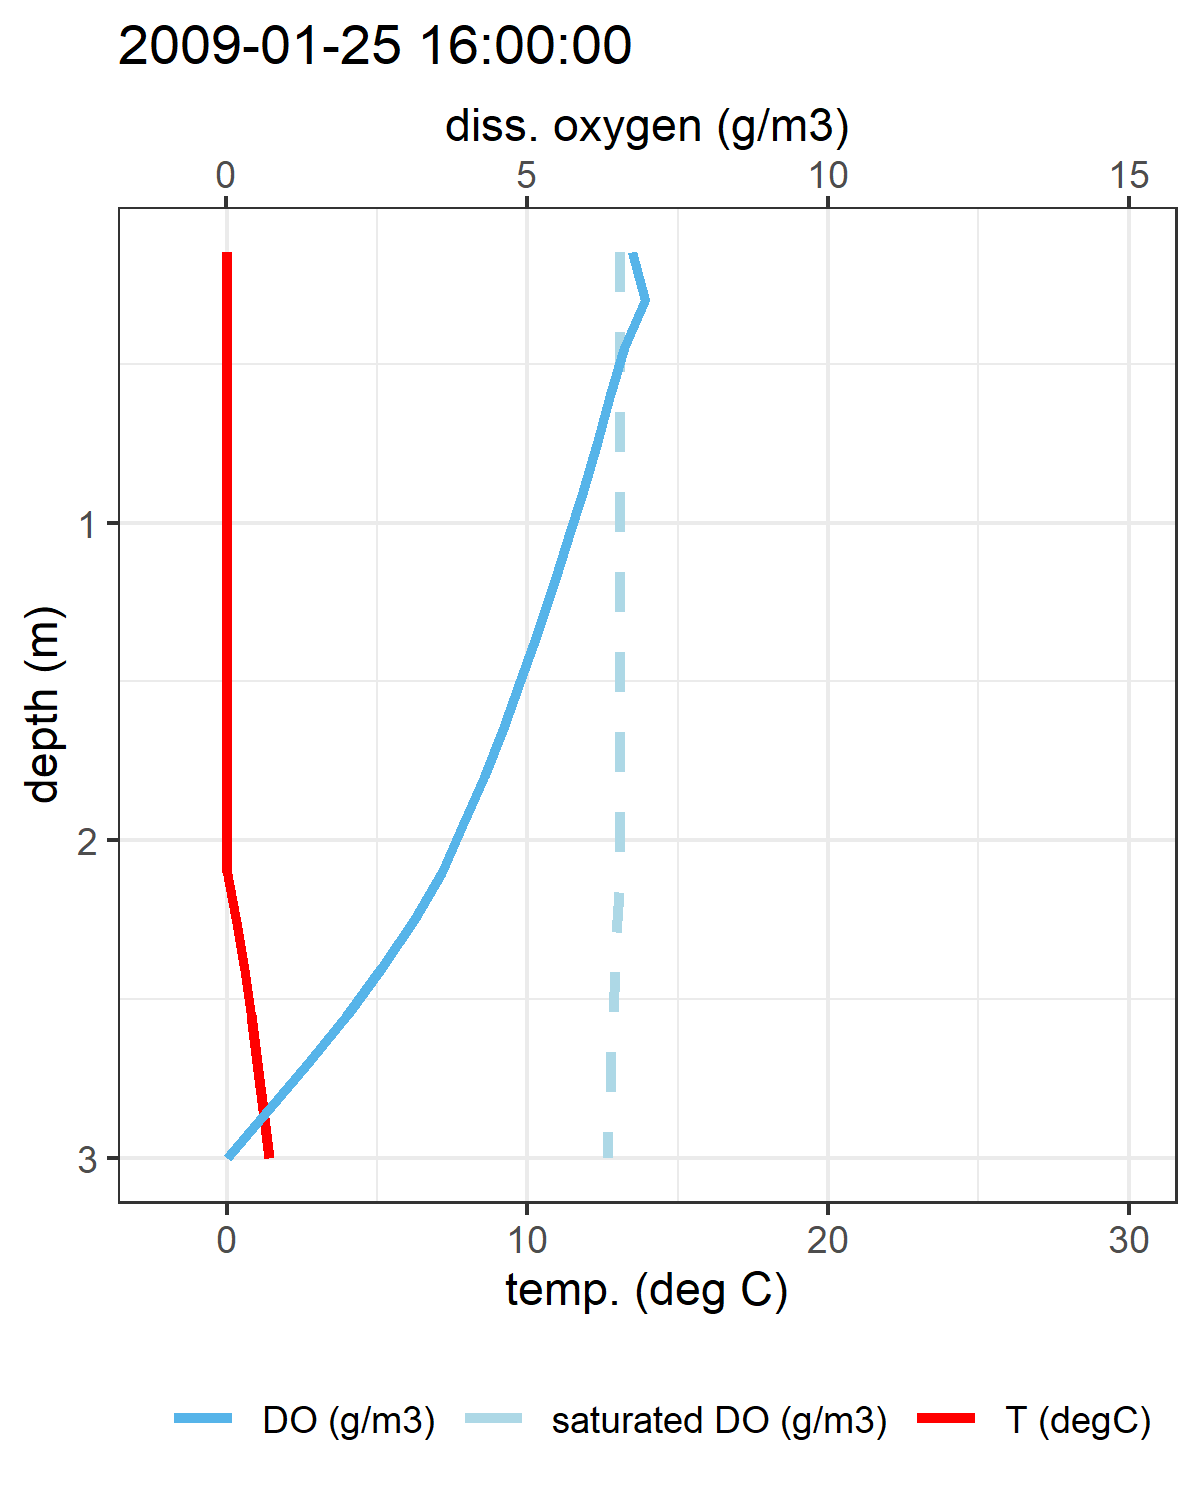 2009-01-25 16:00:00
diss. oxygen (g/m3)
0 5 10 15
depth (m)
1
2
3
0 10 20 30
temp. (deg C)
DO (g/m3) saturated DO (g/m3) T (degC)